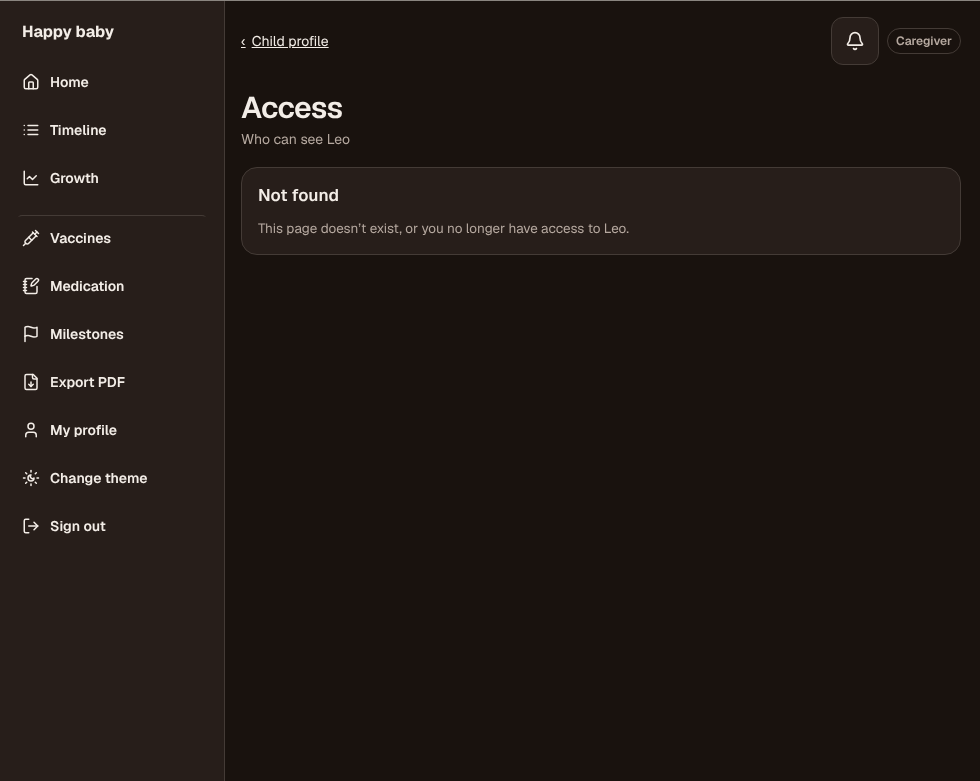 Happy baby
Home
Timeline
Growth
Vaccines
Medication
Milestones
Export PDF
My profile
Change theme
Sign out
‹ Child profile
Caregiver
Access
Who can see Leo
Not found
This page doesn't exist, or you no longer have access to Leo.